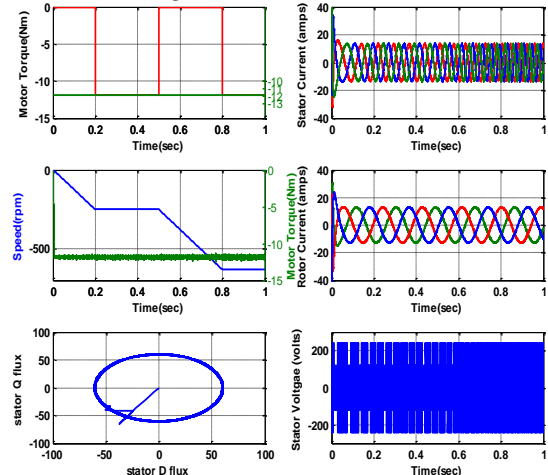 0
-5
-10
-15
-10
-11
-12
-13
0 0.2 0.4 0.6 0.8 1
Motor Torque(Nm)
Time(sec)
40
20
0
-20
-40
0 0.2 0.4 0.6 0.8 1
Stator Current (amps)
Time(sec)
0
-500
0
-5
-10
-15
0 0.2 0.4 0.6 0.8 1
Speed(rpm)
Motor Torque(Nm)
Time(sec)
40
20
0
-20
-40
0 0.2 0.4 0.6 0.8 1
Rotor Current (amps)
Time(sec)
100
50
0
-50
-100
-100 -50 0 50 100
stator Q flux
stator D flux
200
0
-200
0 0.2 0.4 0.6 0.8 1
Stator Voltgae (volts)
Time(sec)